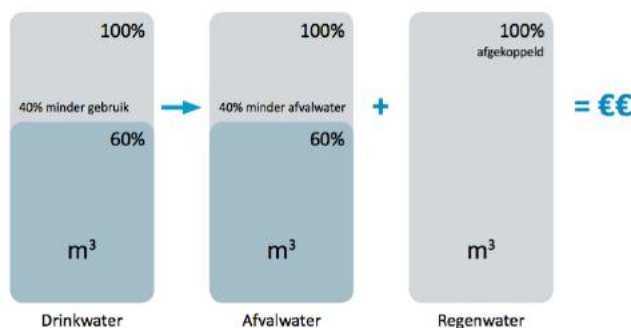 100%
40% minder gebruik
60%
m³
Drinkwater
100%
40% minder afvalwater
60%
m³
Afvalwater
+
100%
afgekoppeld
m³
Regenwater
= €€